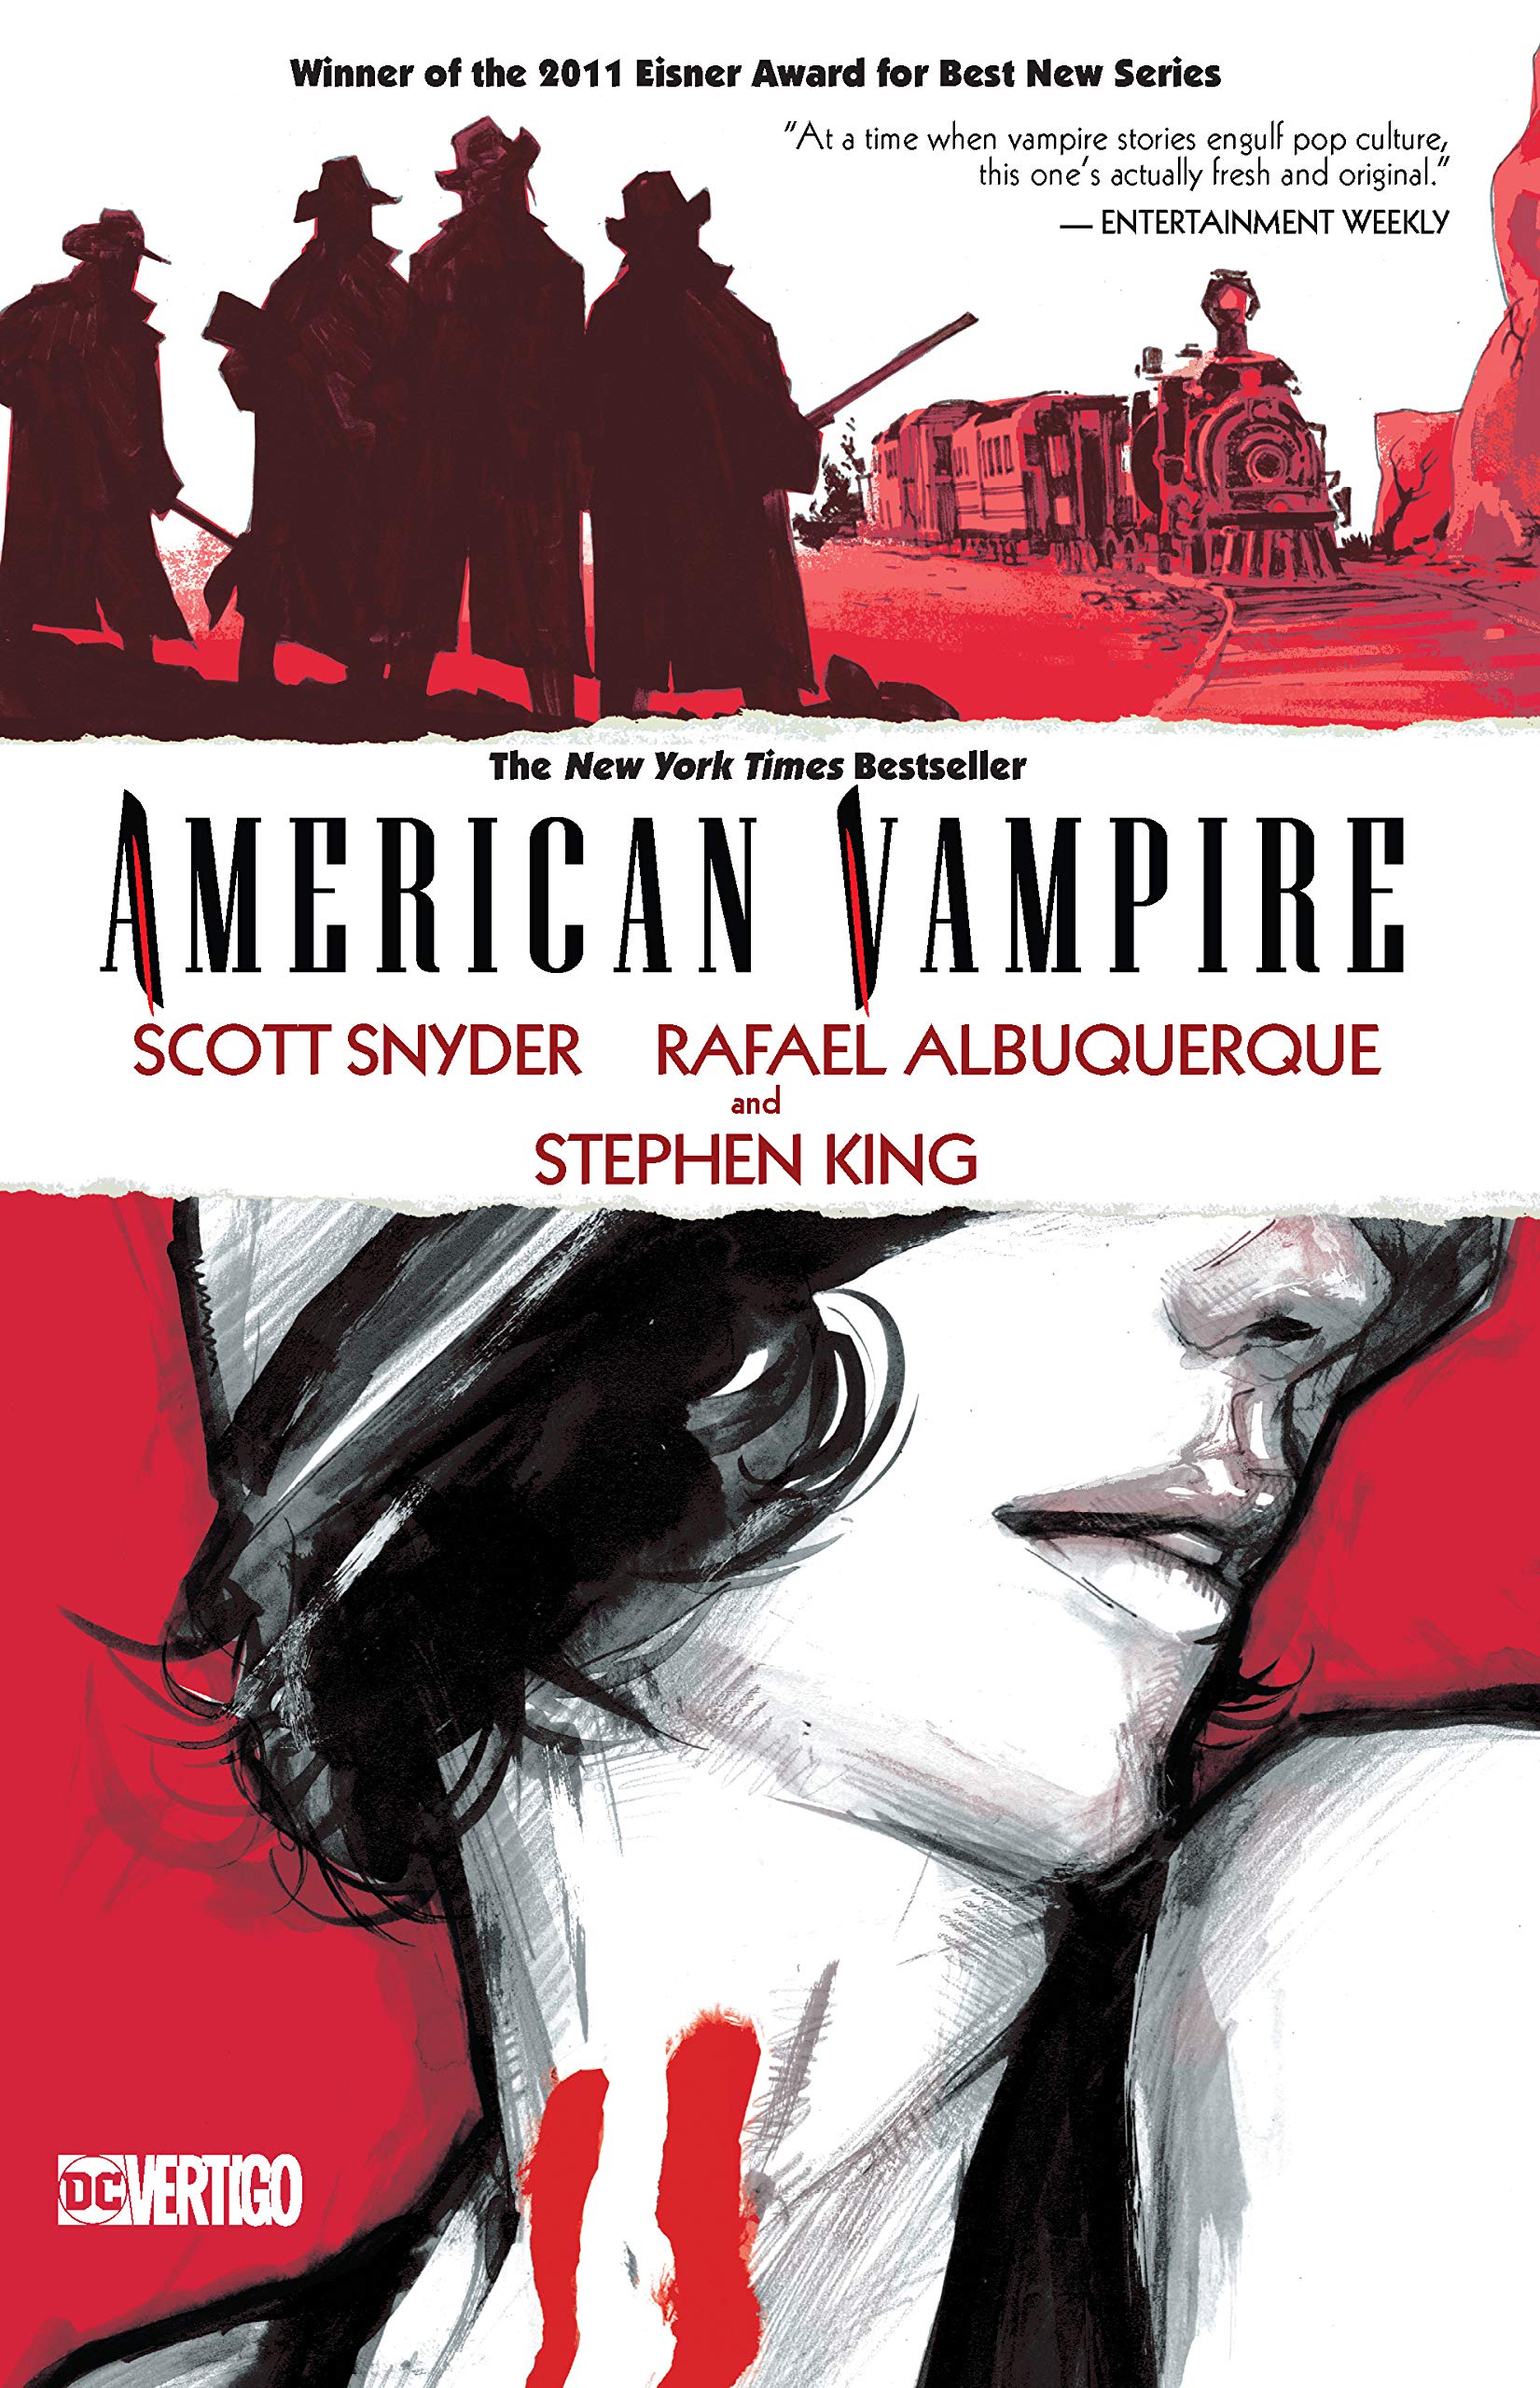 Winner of the 2011 Eisner Award for Best New Series
"At a time when vampire stories engulf pop culture,
this one's actually fresh and original."
— ENTERTAINMENT WEEKLY
The New York Times Bestseller
AMERICAN VAMPIRE
SCOTT SNYDER RAFAEL ALBUQUERQUE
and
STEPHEN KING
DC VERTIGO